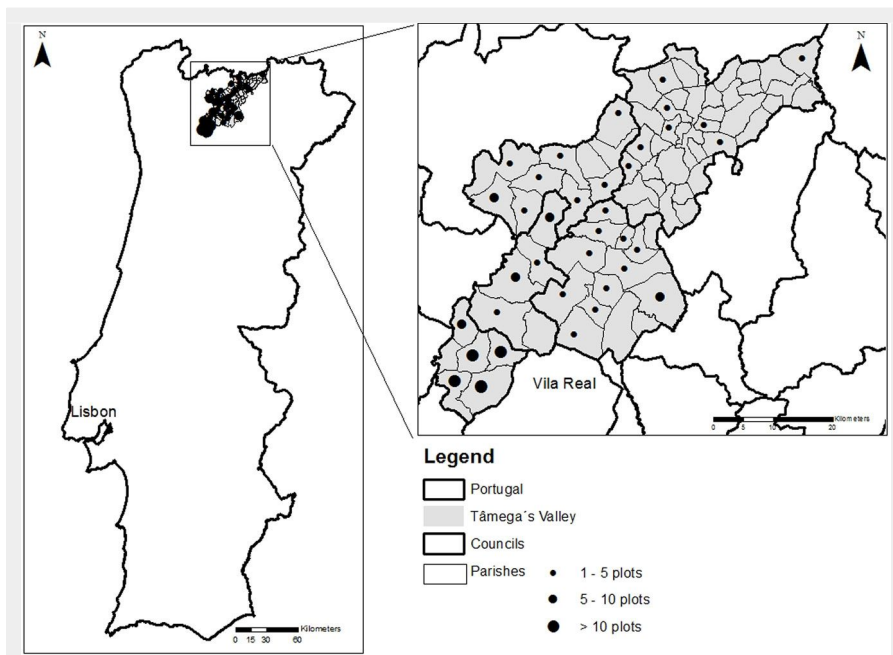 N
Lisbon
Kilometers
0 15 30 60
N
Vila Real
Kilometers
0 5 10 20
Legend
Portugal
Tâmega´s Valley
Councils
Parishes
1 - 5 plots
5 - 10 plots
> 10 plots